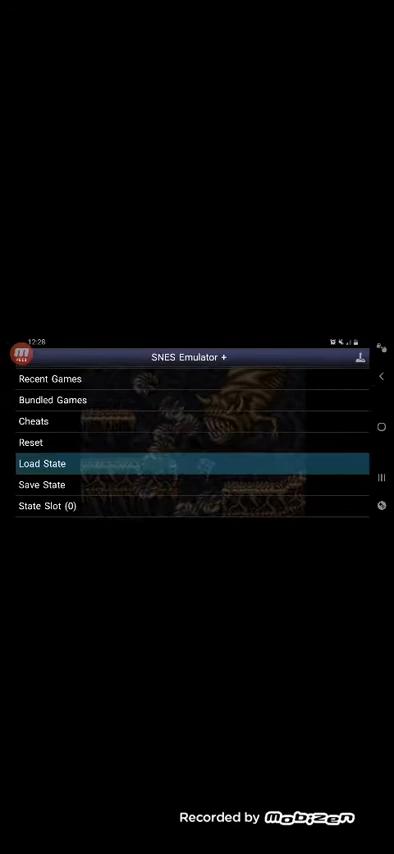 12:28
SNES Emulator +
Recent Games
Bundled Games
Cheats
Reset
Load State
Save State
State Slot (0)
Recorded by Mobizen